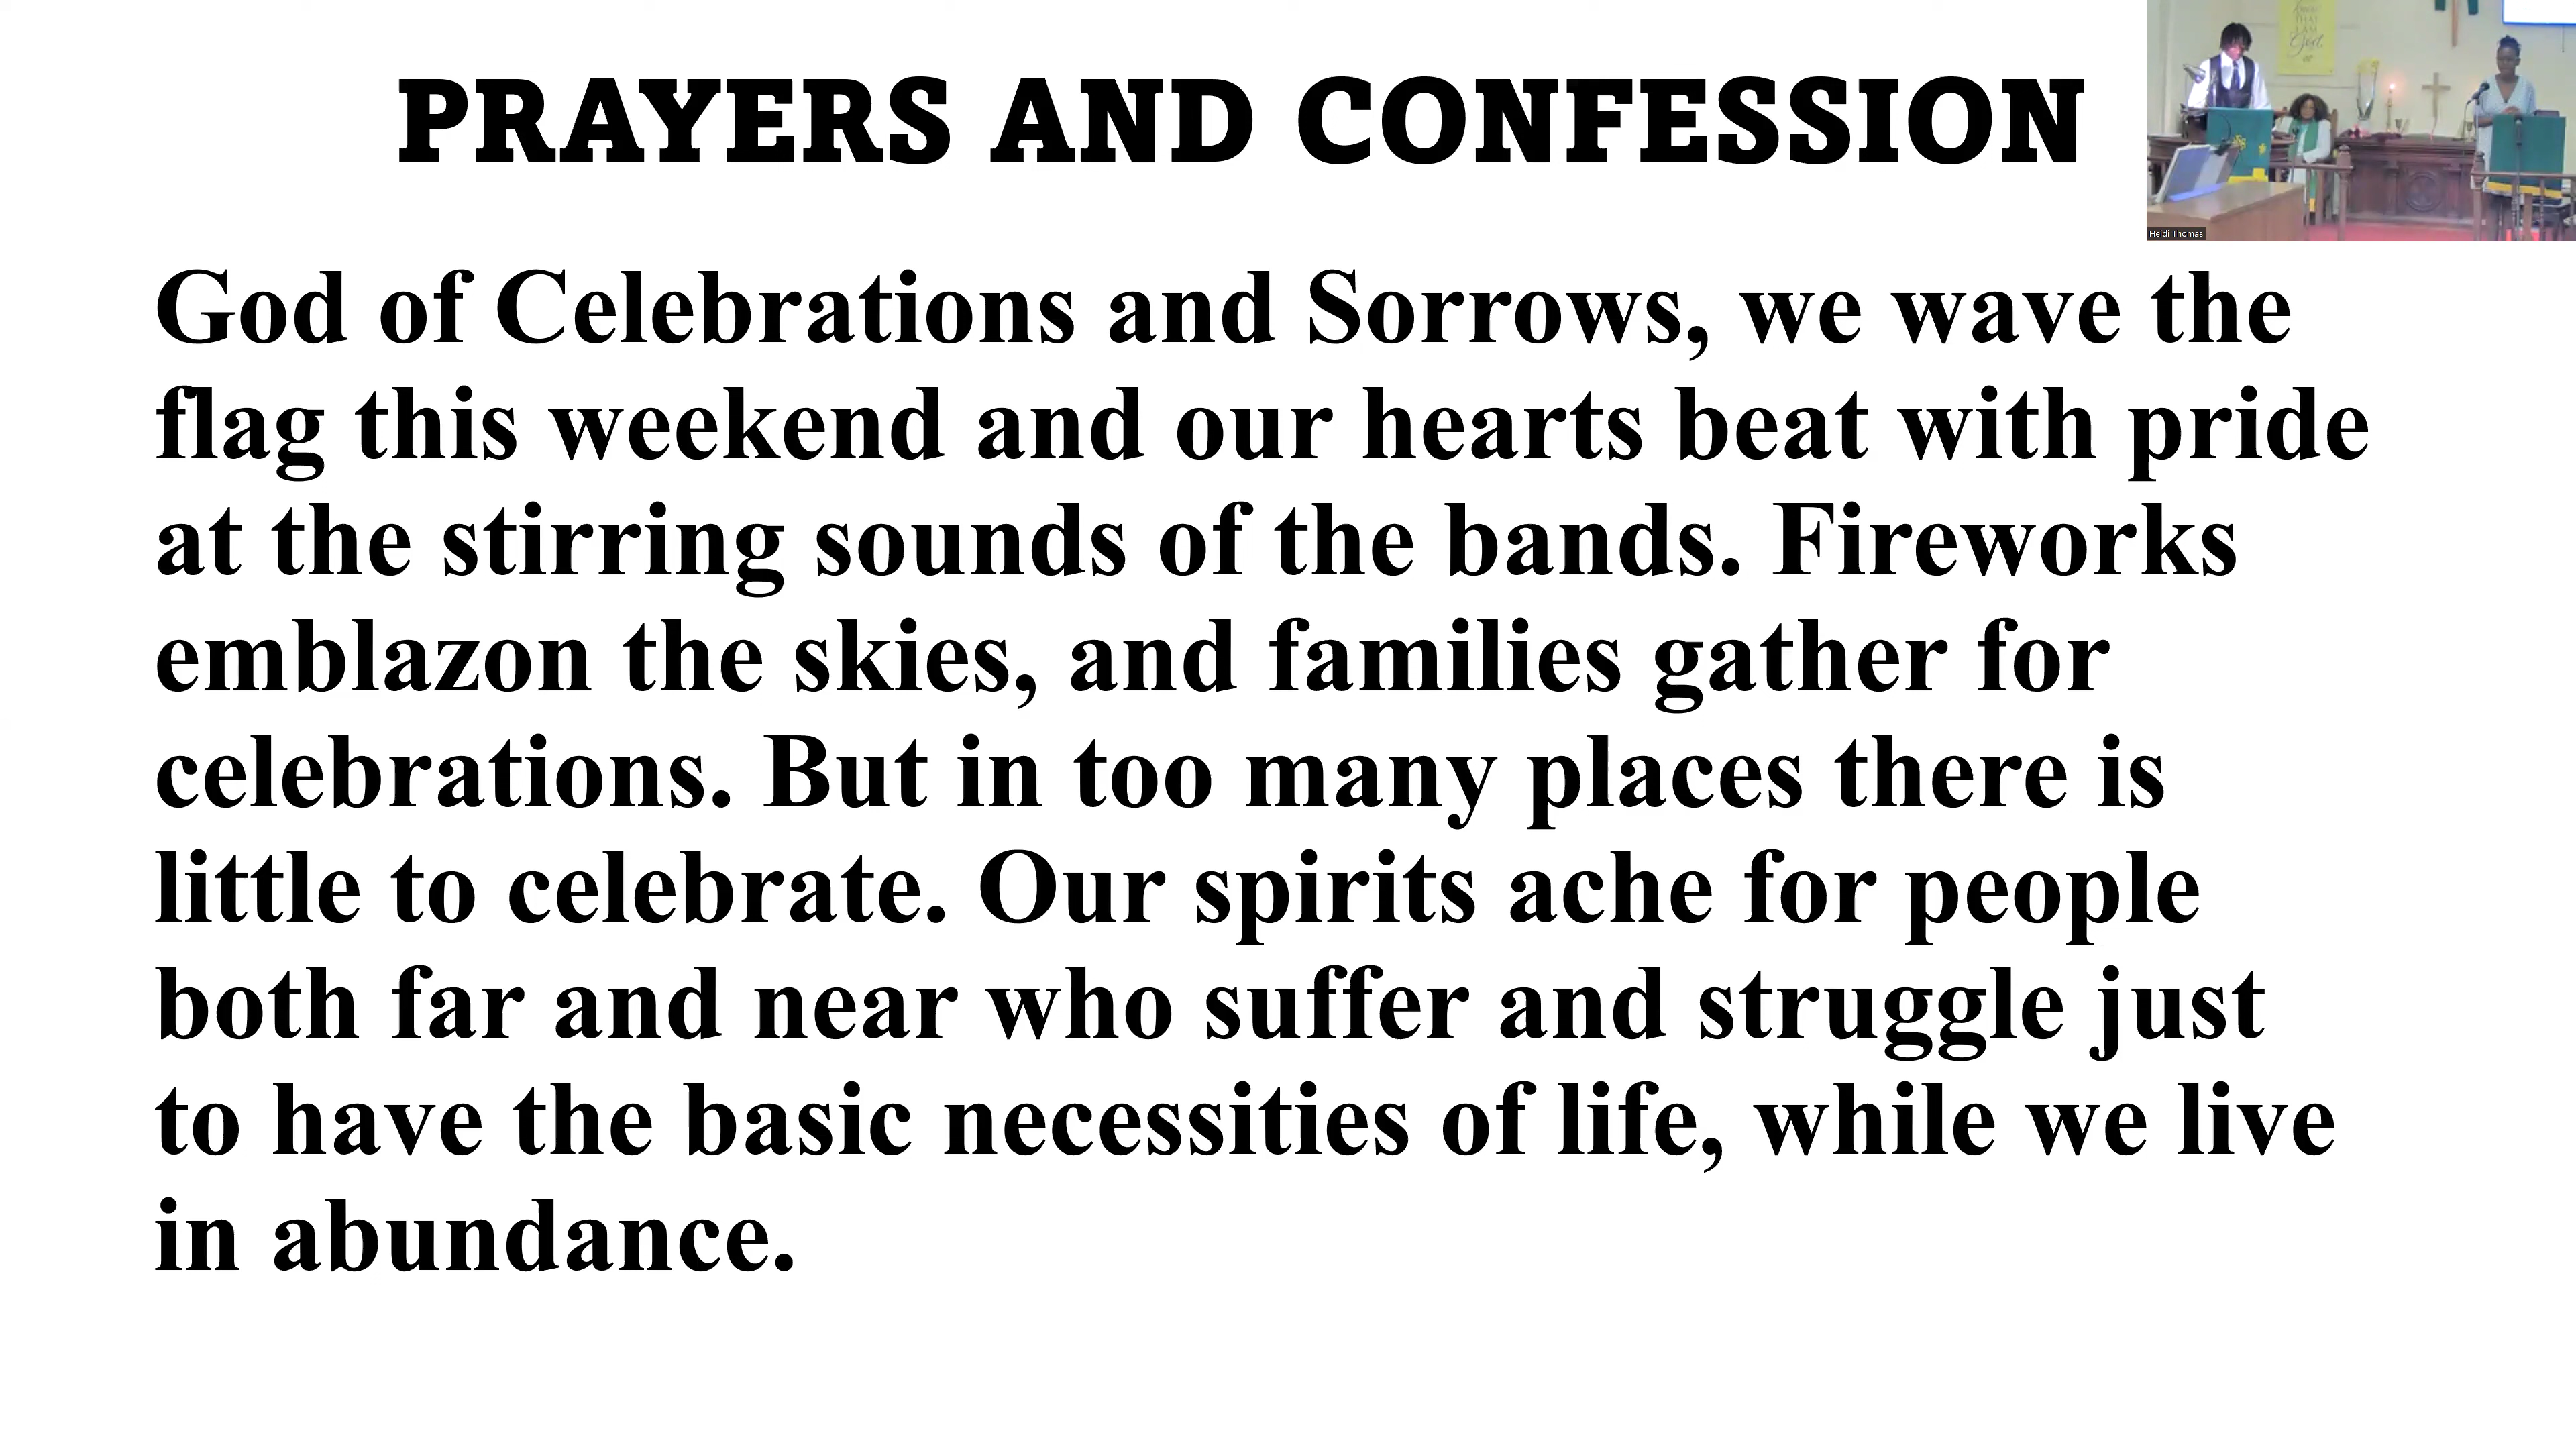 PRAYERS AND CONFESSION
God of Celebrations and Sorrows, we wave the
flag this weekend and our hearts beat with pride
at the stirring sounds of the bands. Fireworks
emblazon the skies, and families gather for
celebrations. But in too many places there is
little to celebrate. Our spirits ache for people
both far and near who suffer and struggle just
to have the basic necessities of life, while we live
in abundance.
THAT
I AM
God
Heidi Thomas